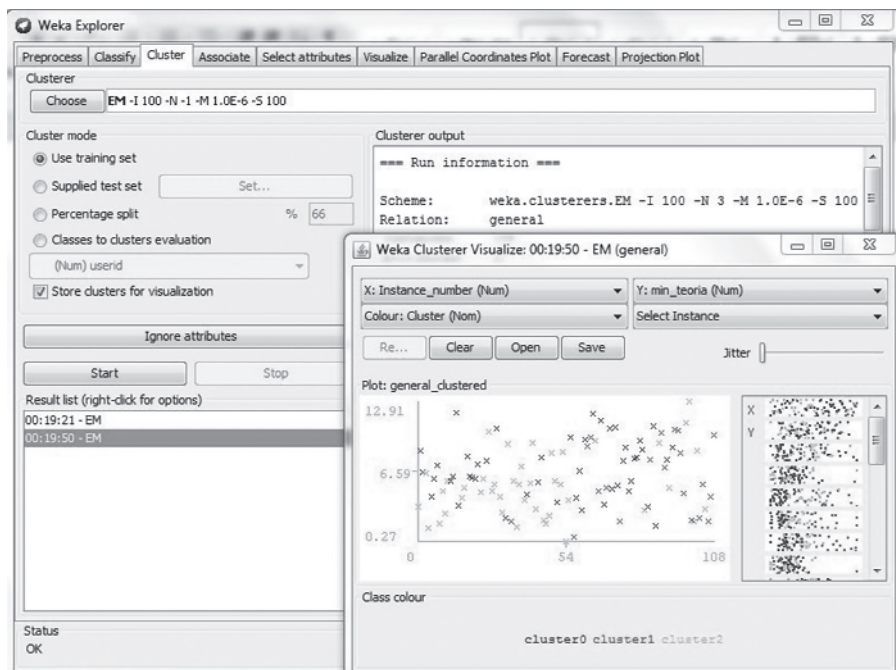 Weka Explorer
Preprocess Classify Cluster Associate Select attributes Visualize Parallel Coordinates Plot Forecast Projection Plot
Clusterer
Choose EM -I 100 -N -1 -M 1.0E-6 -S 100
Cluster mode
Use training set
Supplied test set Set...
Percentage split % 66
Classes to clusters evaluation
(Num) userid
Store clusters for visualization
Ignore attributes
Start Stop
Result list (right-click for options)
00:19:21 - EM
00:19:50 - EM
Status
OK
Clusterer output
=== Run information ===
Scheme: weka.clusterers.EM -I 100 -N 3 -M 1.0E-6 -S 100
Relation: general
Weka Clusterer Visualize: 00:19:50 - EM (general)
X: Instance_number (Num) Y: min_teoria (Num)
Colour: Cluster (Nom) Select Instance
Re... Clear Open Save Jitter
Plot: general_clustered
12.91
6.59
0.27
0 54 108
X
Y
Class colour
cluster0 cluster1 cluster2